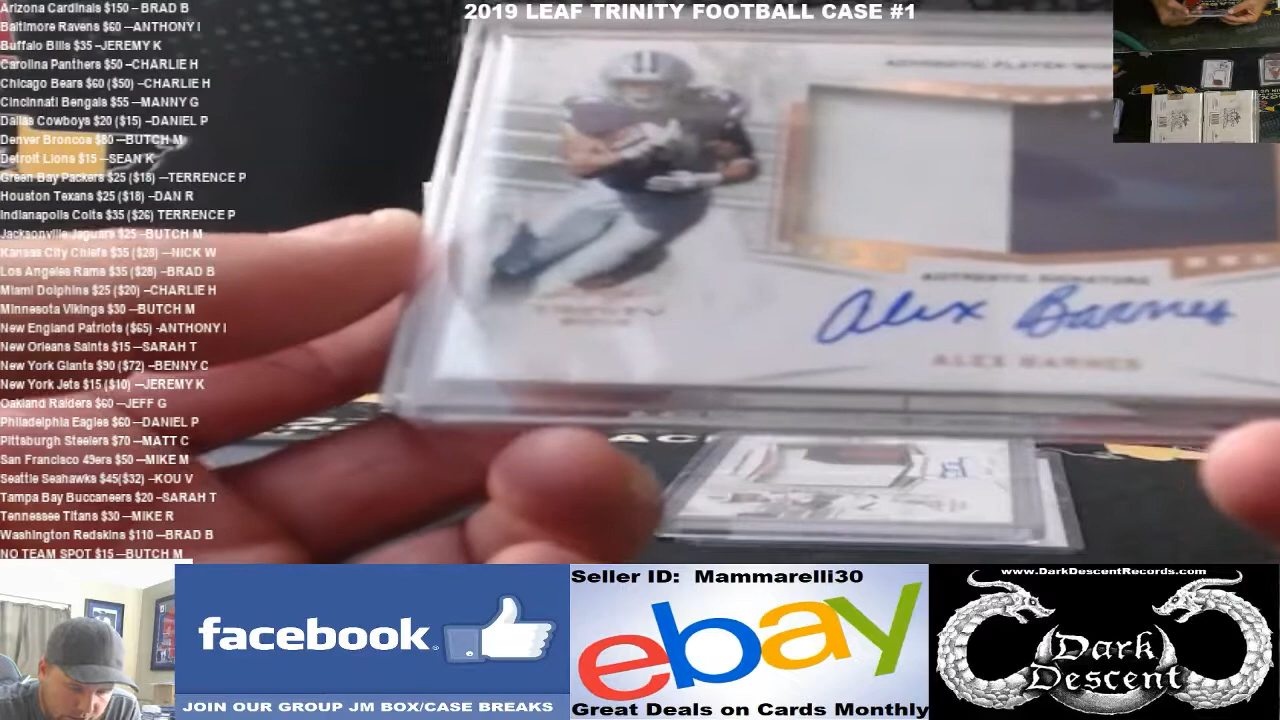 2019 LEAF TRINITY FOOTBALL CASE #1
Arizona Cardinals $150 – BRAD B
Baltimore Ravens $60 –ANTHONY I
Buffalo Bills $35 –JEREMY K
Carolina Panthers $50 –CHARLIE H
Chicago Bears $60 ($50) –CHARLIE H
Cincinnati Bengals $55 –MANNY G
Dallas Cowboys $20 ($15) –DANIEL P
Denver Broncos $80 –BUTCH M
Detroit Lions $15 –SEAN K
Green Bay Packers $25 ($18) –TERRENCE P
Houston Texans $25 ($18) –DAN R
Indianapolis Colts $35 ($26) TERRENCE P
Jacksonville Jaguars $25 –BUTCH M
Kansas City Chiefs $35 ($28) –NICK W
Los Angeles Rams $35 ($28) –BRAD B
Miami Dolphins $25 ($20) –CHARLIE H
Minnesota Vikings $30 –BUTCH M
New England Patriots ($65) -ANTHONY I
New Orleans Saints $15 –SARAH T
New York Giants $90 ($72) –BENNY C
New York Jets $15 ($10) –JEREMY K
Oakland Raiders $60 –JEFF G
Philadelphia Eagles $60 –DANIEL P
Pittsburgh Steelers $70 –MATT C
San Francisco 49ers $50 –MIKE M
Seattle Seahawks $45($32) –KOU V
Tampa Bay Buccaneers $20 –SARAH T
Tennessee Titans $30 –MIKE R
Washington Redskins $110 –BRAD B
NO TEAM SPOT $15 –BUTCH M
AUTHENTIC SIGNATURE
Alex Barnes
ALEX BARNES
TRINITY
facebook
JOIN OUR GROUP JM BOX/CASE BREAKS
Seller ID: Mammarelli30
ebay
Great Deals on Cards Monthly
www.DarkDescentRecords.com
Dark
Descent